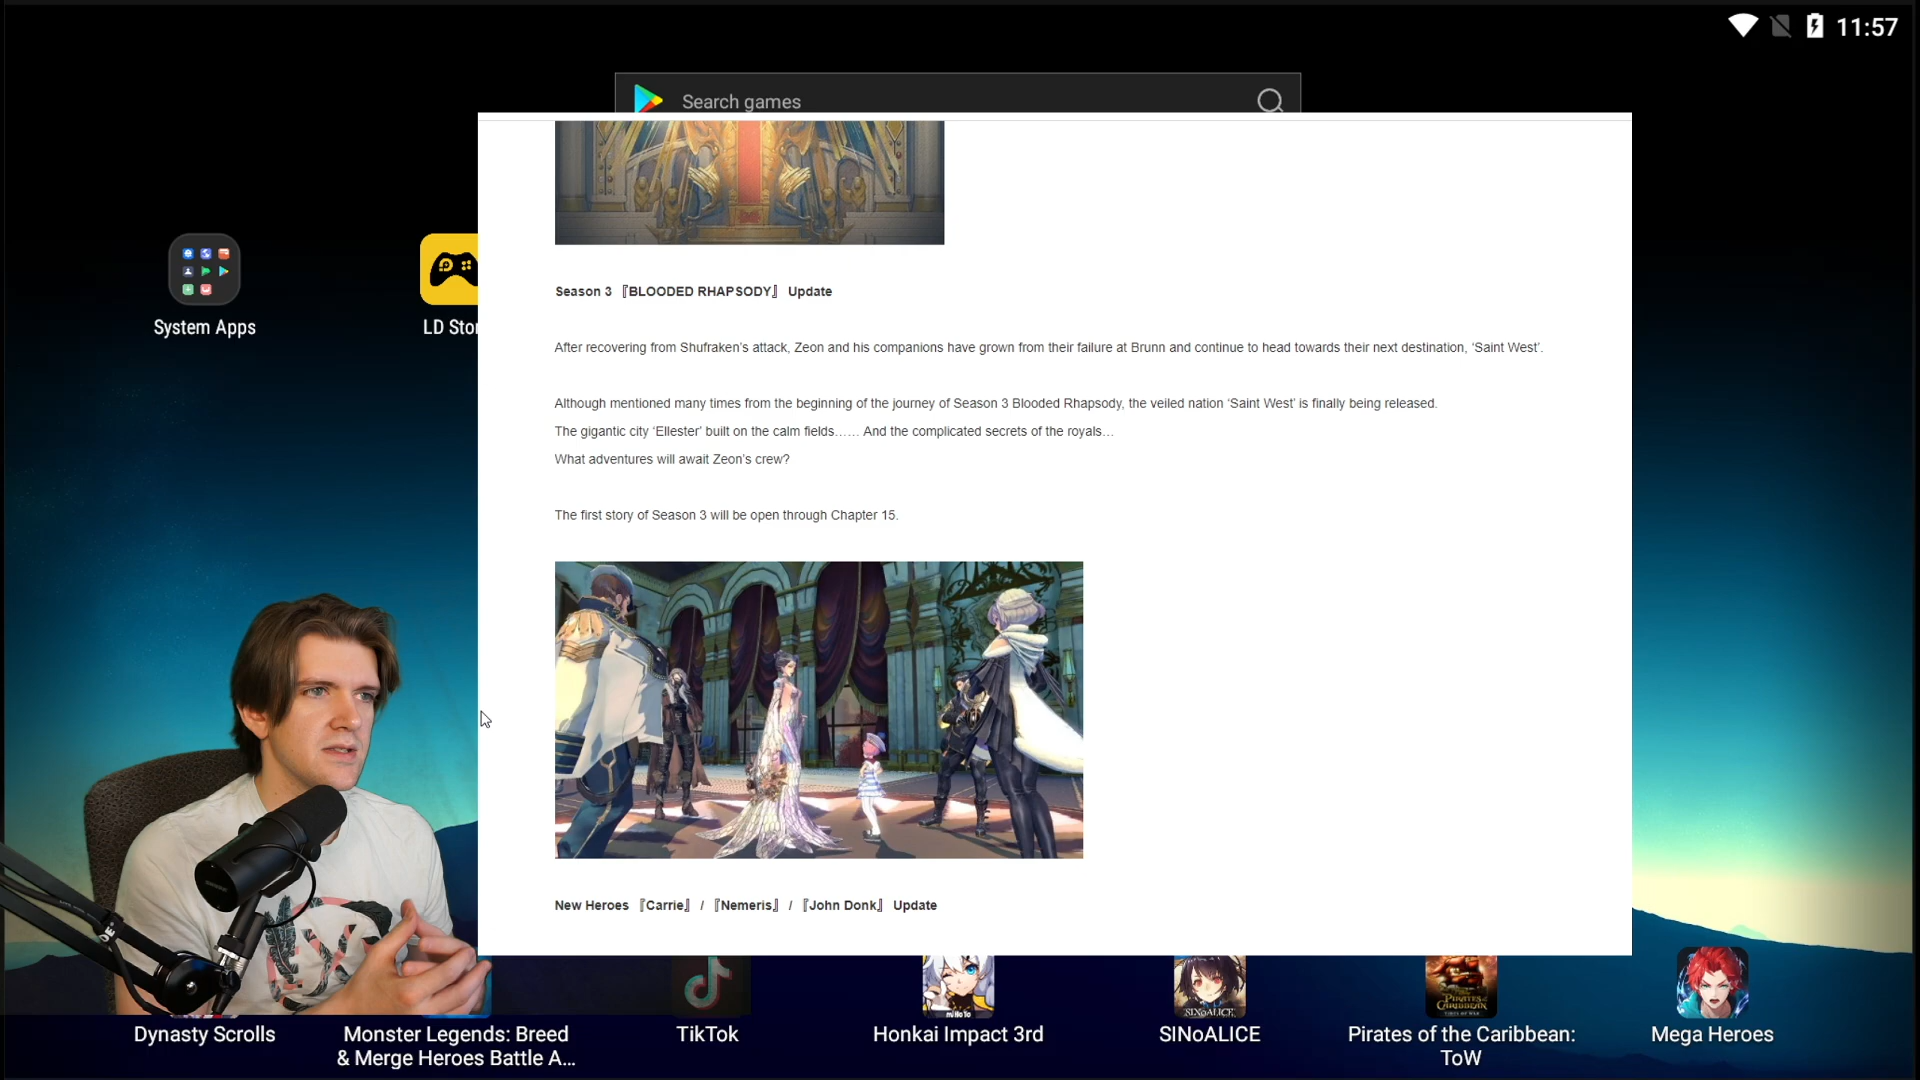 11:57
Search games
System Apps
LD Sto
Season 3 『BLOODED RHAPSODY』 Update
After recovering from Shufraken’s attack, Zeon and his companions have grown from their failure at Brunn and continue to head towards their next destination, ‘Saint West’.
Although mentioned many times from the beginning of the journey of Season 3 Blooded Rhapsody, the veiled nation ‘Saint West’ is finally being released.
The gigantic city ‘Ellester’ built on the calm fields…… And the complicated secrets of the royals…
What adventures will await Zeon’s crew?
The first story of Season 3 will be open through Chapter 15.
New Heroes 『Carrie』 / 『Nemeris』 / 『John Donk』 Update
miHoYo
SINoALICE
PIRATES
CARIBBEAN
Dynasty Scrolls
Monster Legends: Breed
& Merge Heroes Battle A...
TikTok
Honkai Impact 3rd
SINoALICE
Pirates of the Caribbean:
ToW
Mega Heroes